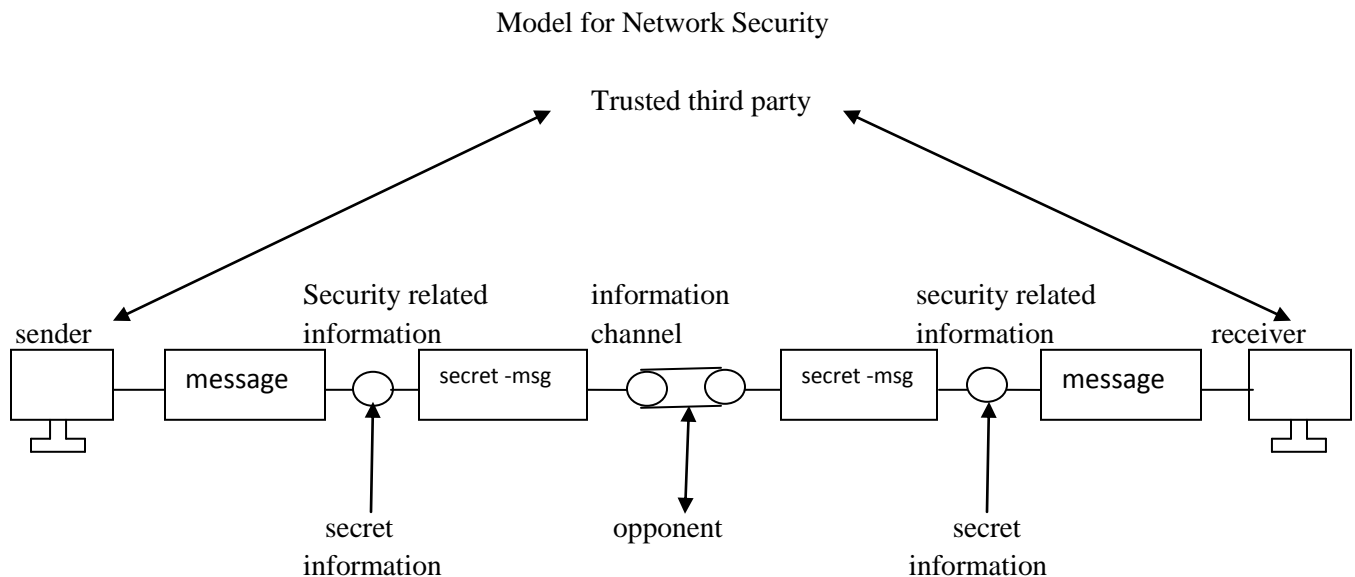 Model for Network Security
Trusted third party
Security related
information
information
channel
security related
information
sender
receiver
message
secret -msg
secret -msg
message
secret
information
opponent
secret
information